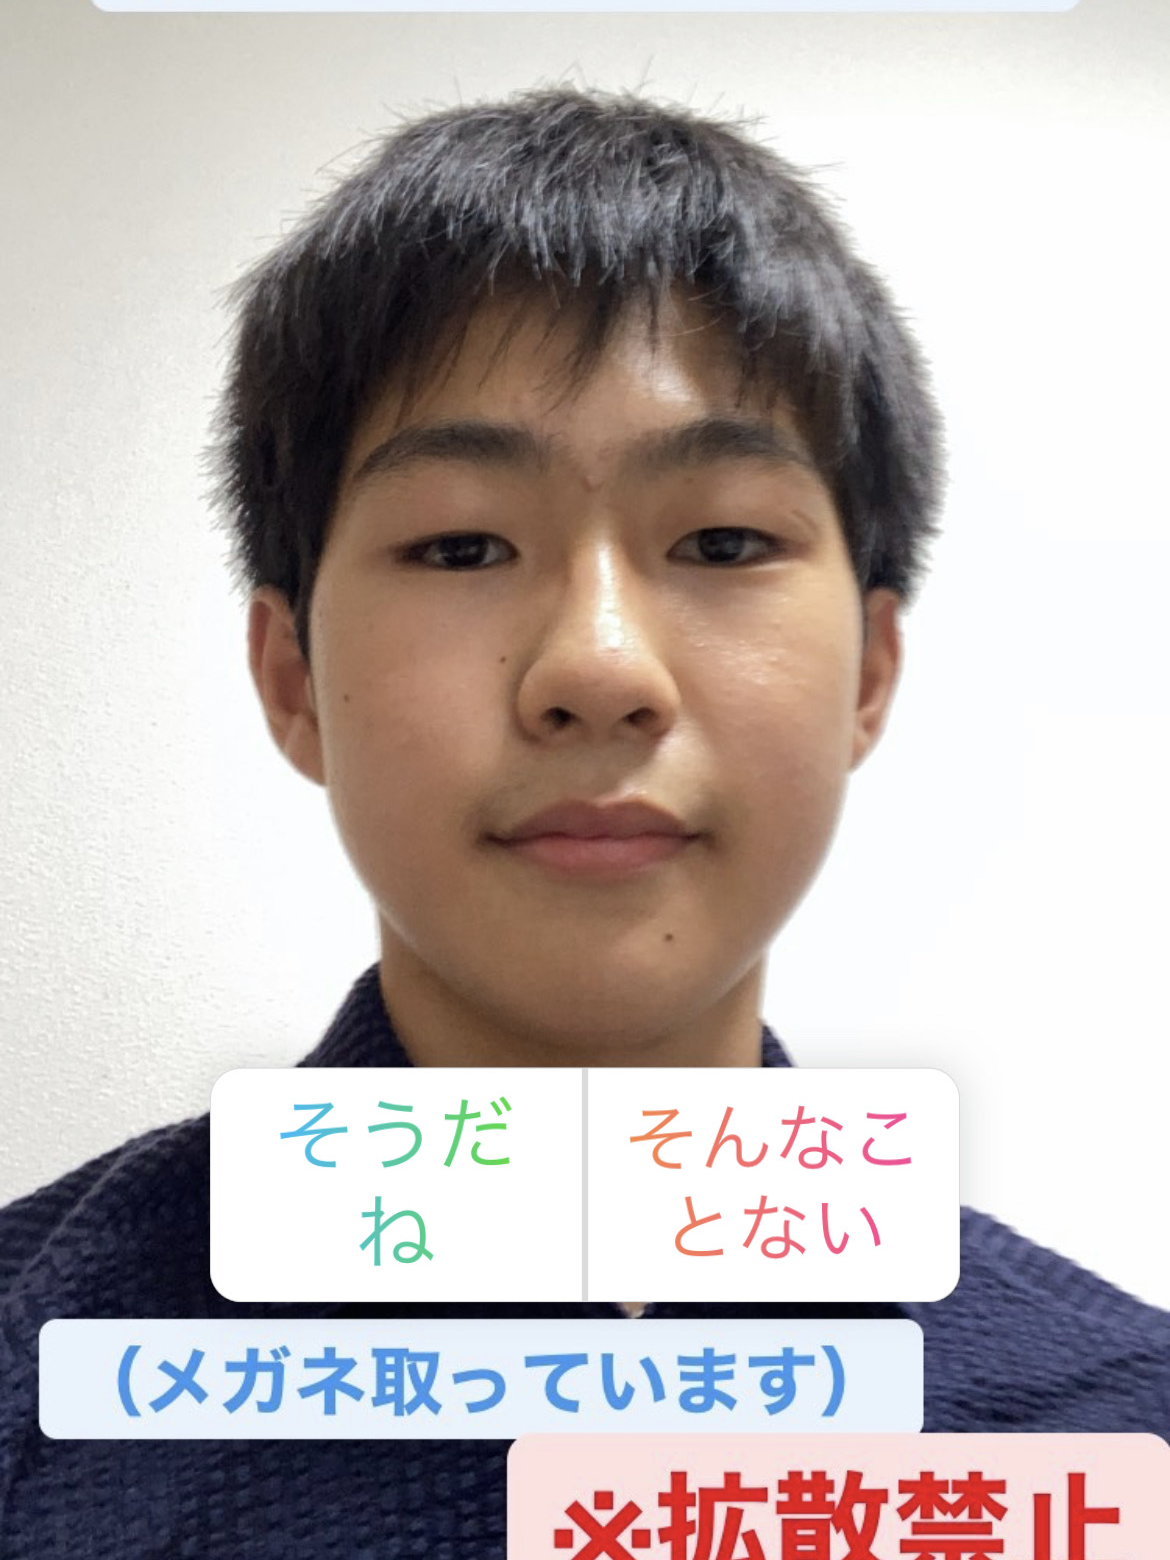 そうだ
ね
そんなこ
とない
(メガネ取っています)
※拡散禁止